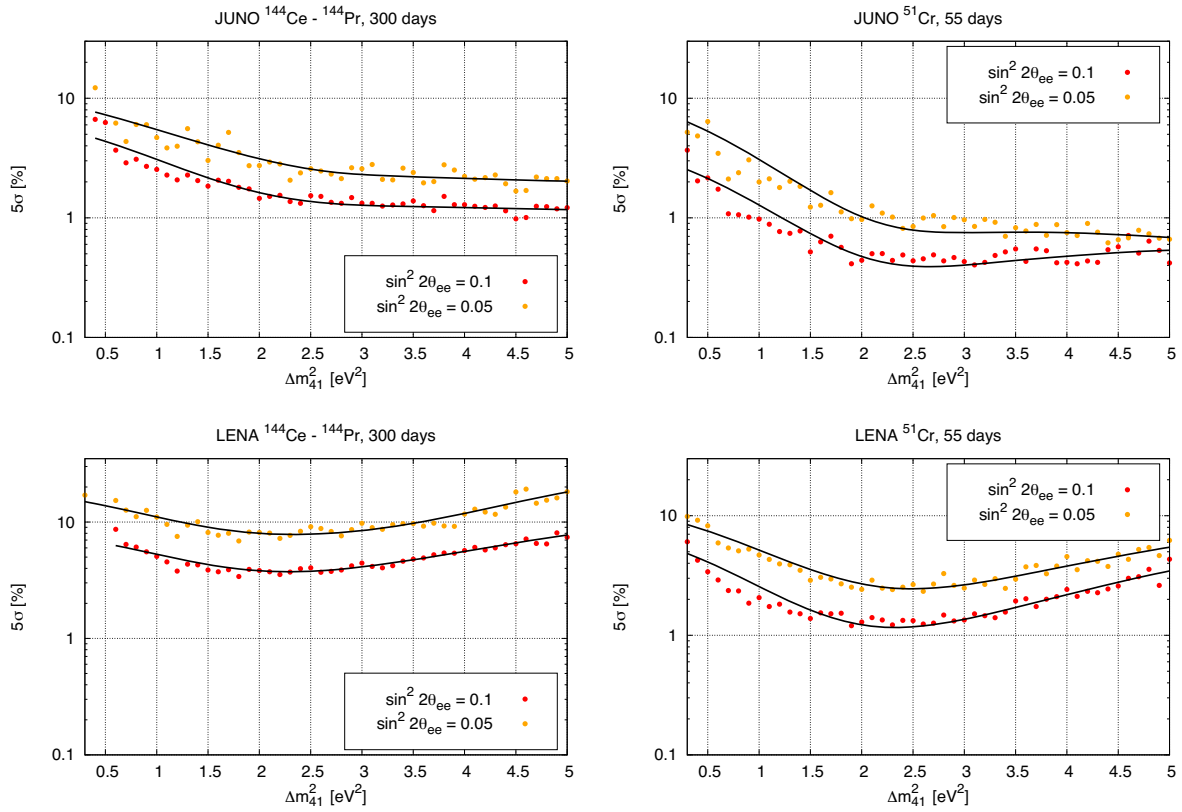 JUNO ¹⁴⁴Ce - ¹⁴⁴Pr, 300 days
5σ [%]
10
1
0.1
sin² 2θₑₑ = 0.1
sin² 2θₑₑ = 0.05
0.5 1 1.5 2 2.5 3 3.5 4 4.5 5
Δm²₄₁ [eV²]
JUNO ⁵¹Cr, 55 days
5σ [%]
10
1
0.1
sin² 2θₑₑ = 0.1
sin² 2θₑₑ = 0.05
0.5 1 1.5 2 2.5 3 3.5 4 4.5 5
Δm²₄₁ [eV²]
LENA ¹⁴⁴Ce - ¹⁴⁴Pr, 300 days
5σ [%]
10
1
0.1
sin² 2θₑₑ = 0.1
sin² 2θₑₑ = 0.05
0.5 1 1.5 2 2.5 3 3.5 4 4.5 5
Δm²₄₁ [eV²]
LENA ⁵¹Cr, 55 days
5σ [%]
10
1
0.1
sin² 2θₑₑ = 0.1
sin² 2θₑₑ = 0.05
0.5 1 1.5 2 2.5 3 3.5 4 4.5 5
Δm²₄₁ [eV²]